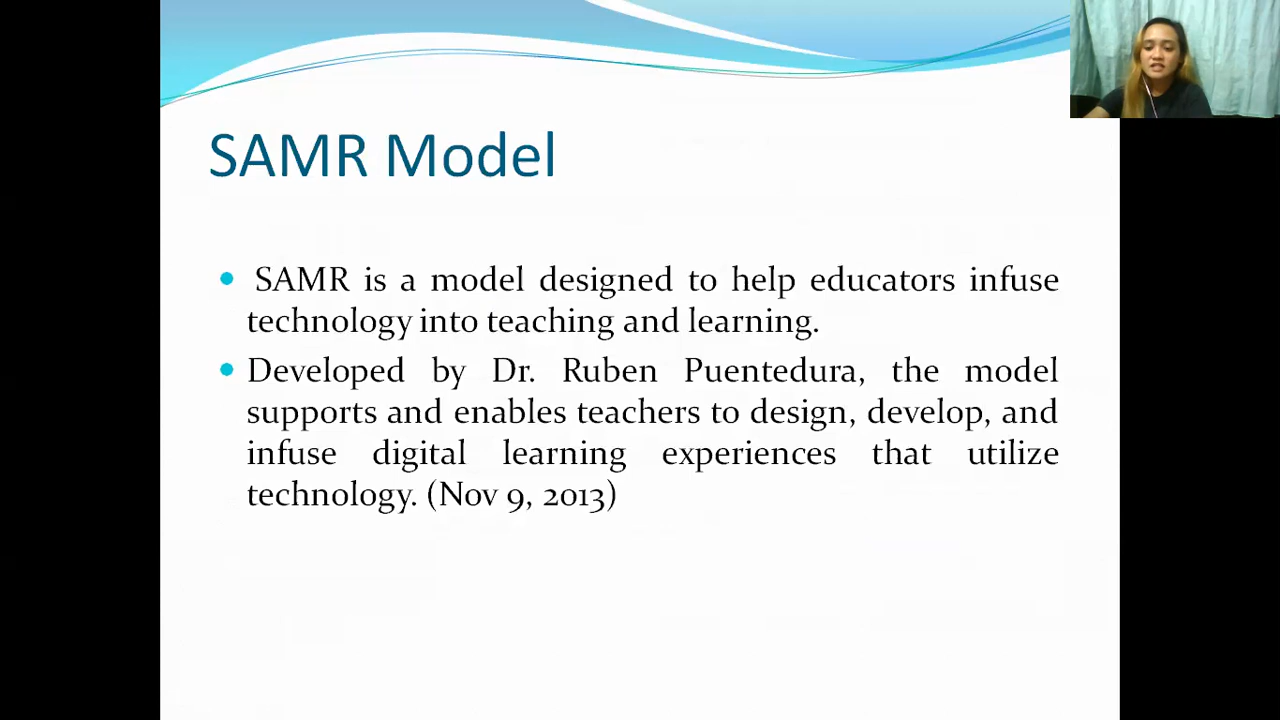 SAMR Model
• SAMR is a model designed to help educators infuse
technology into teaching and learning.
• Developed by Dr. Ruben Puentedura, the model
supports and enables teachers to design, develop, and
infuse digital learning experiences that utilize
technology. (Nov 9, 2013)